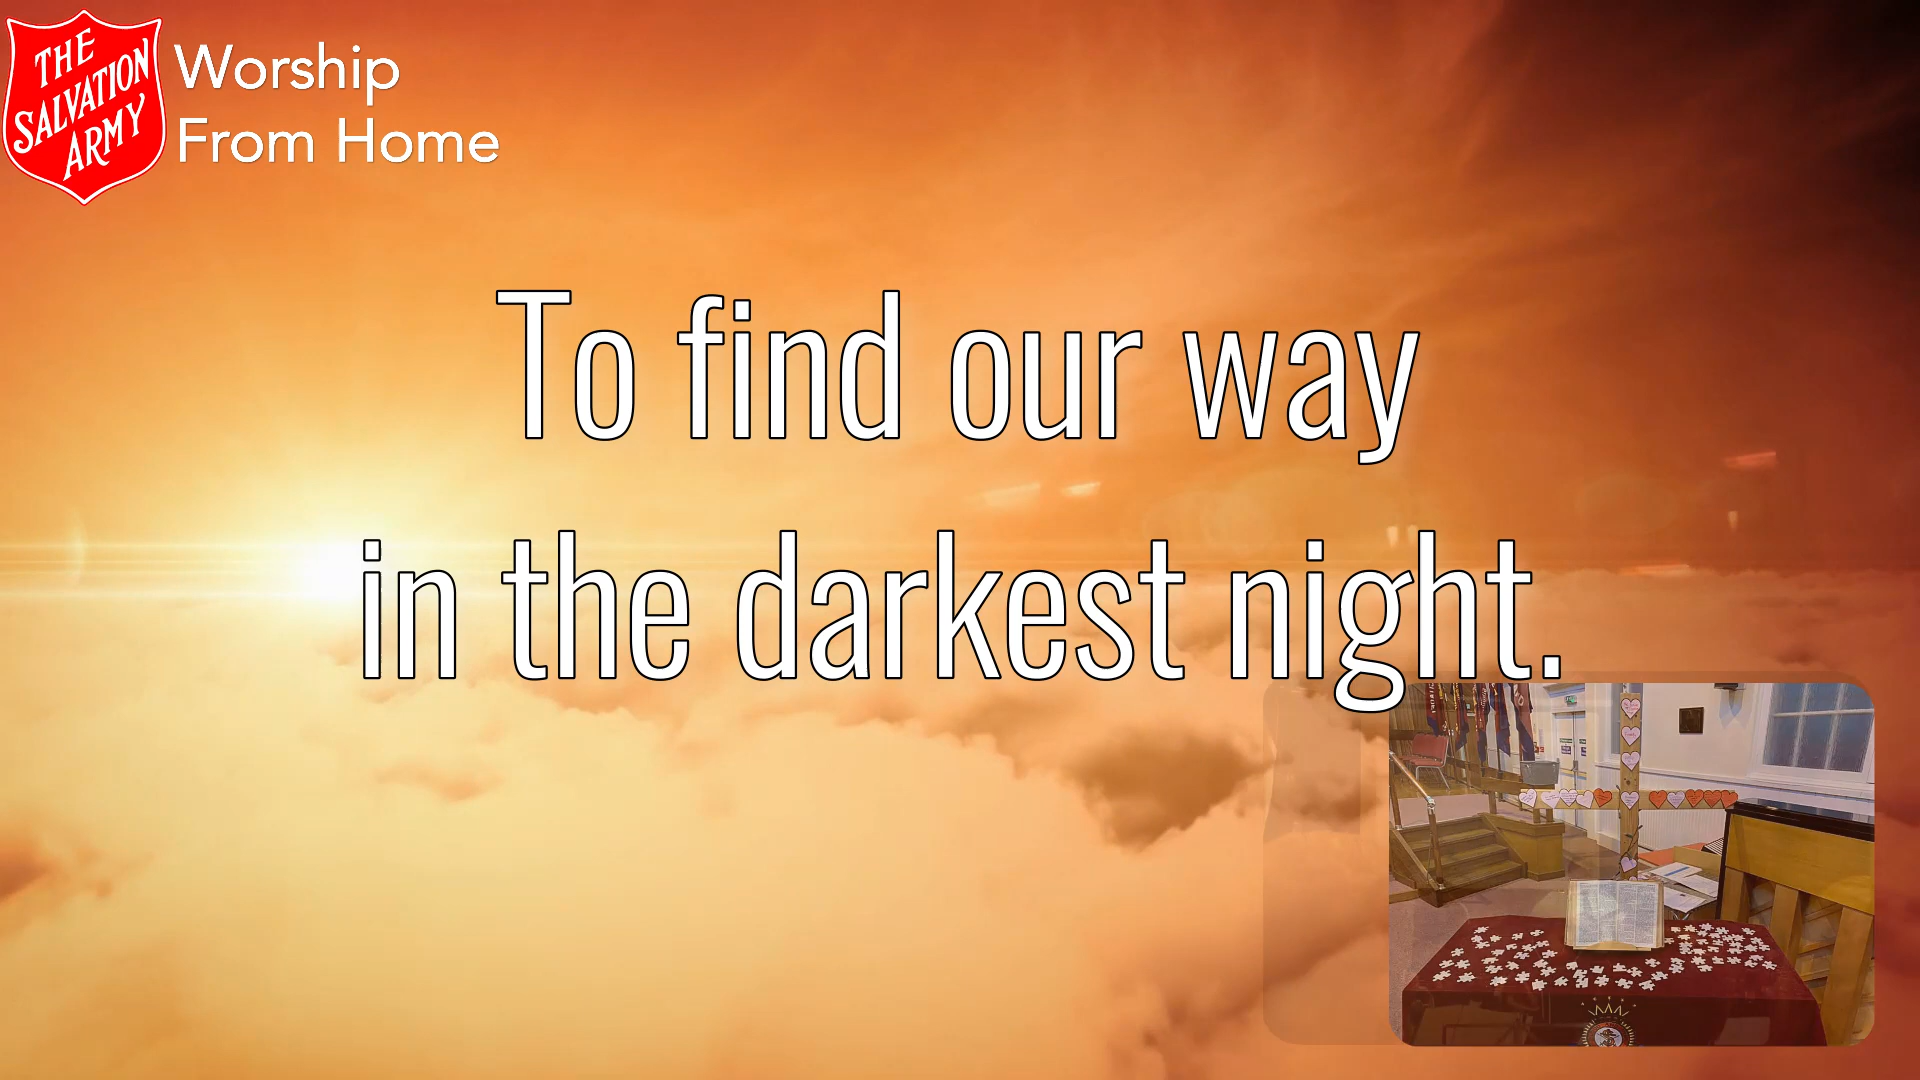 THE
SALVATION
ARMY
Worship
From Home
To find our way
in the darkest night.